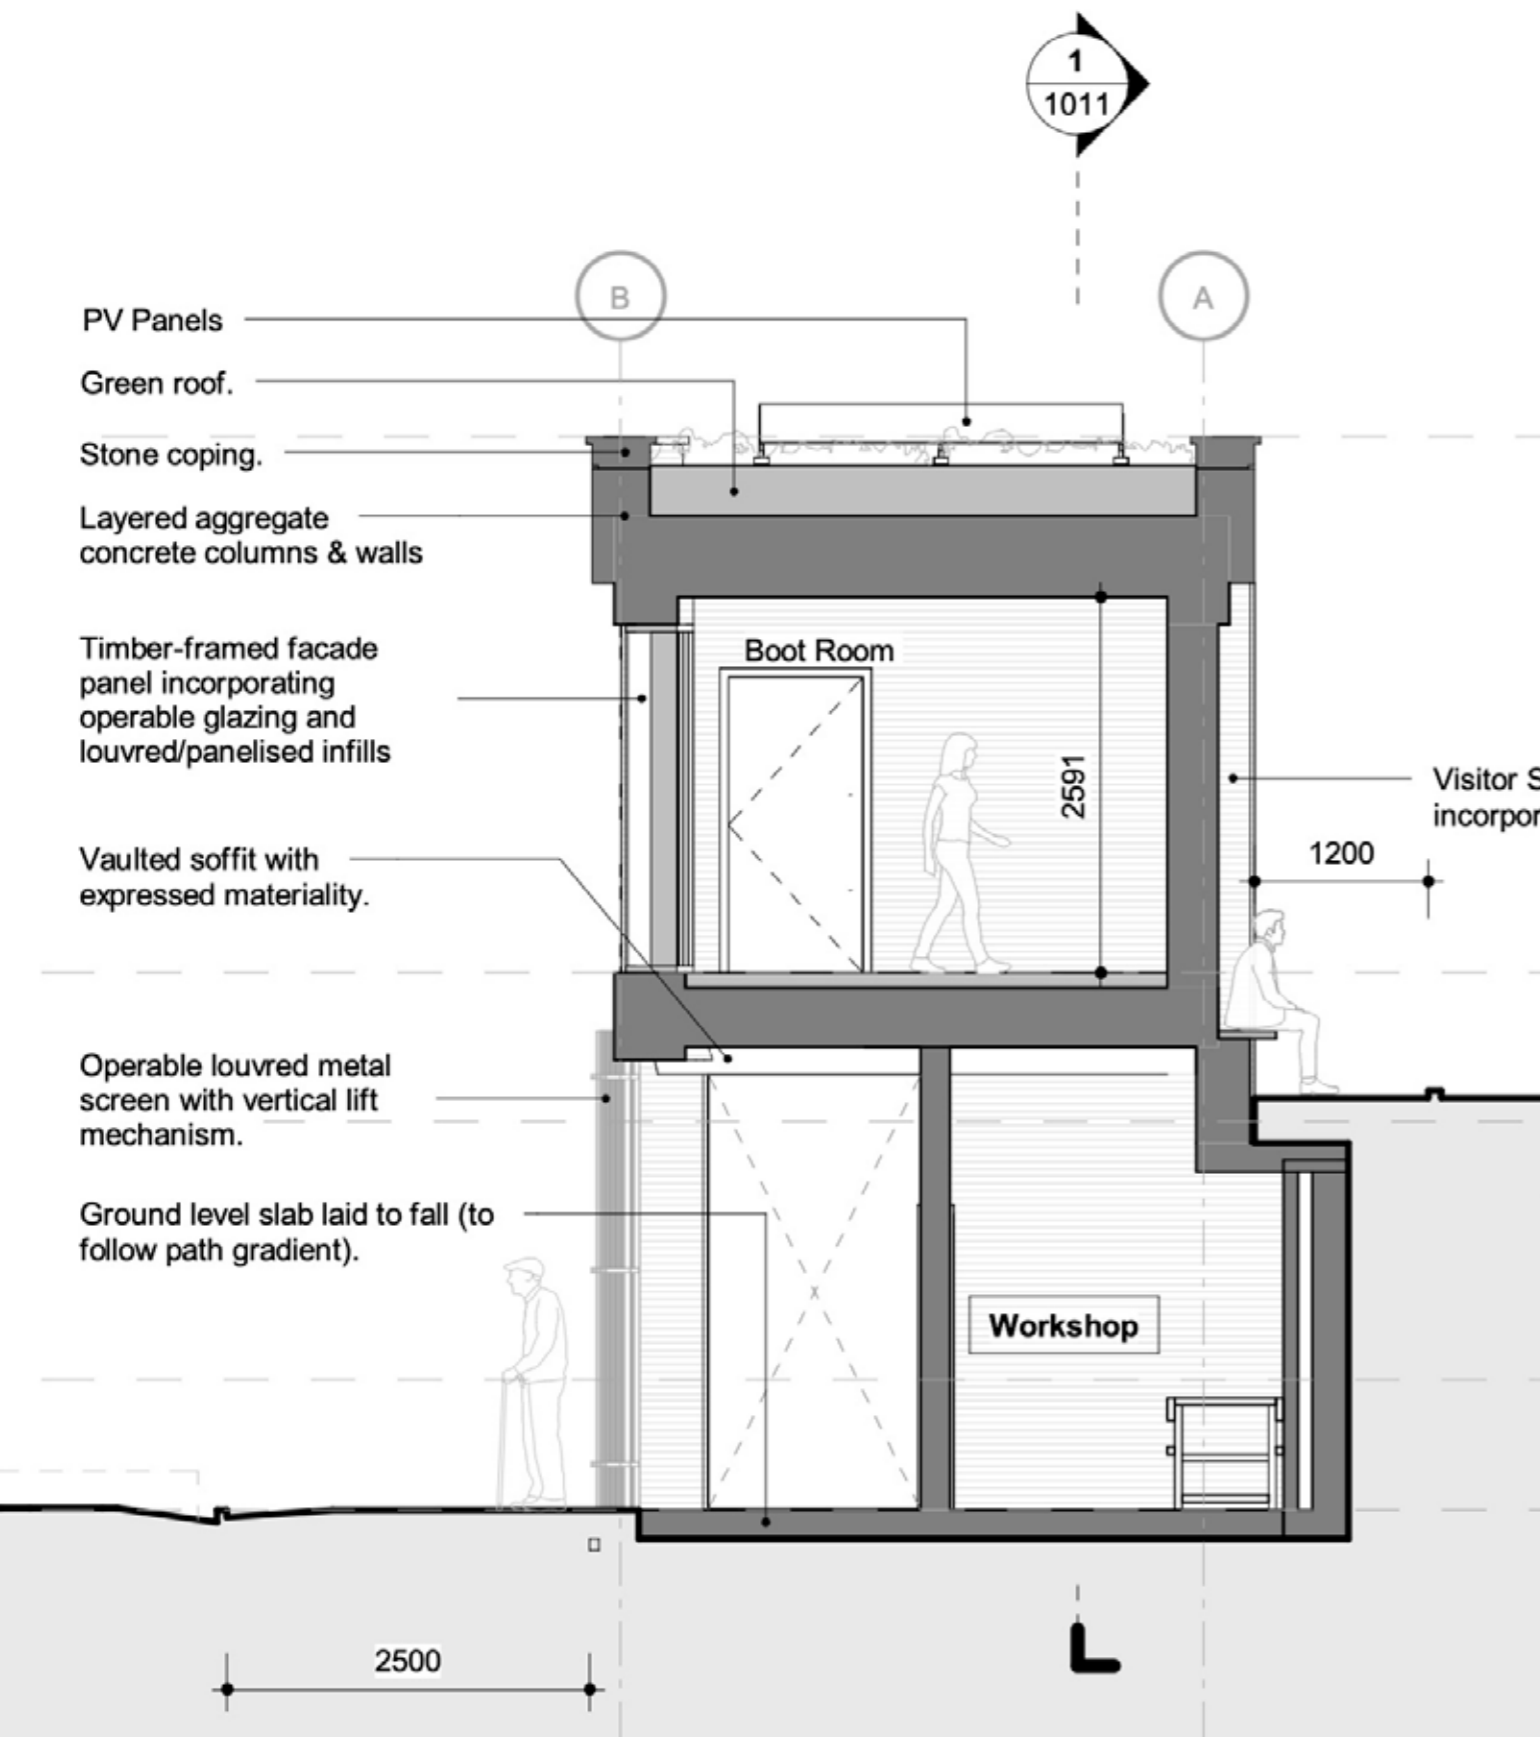 1
1011
B
A
PV Panels
Green roof.
Stone coping.
Layered aggregate
concrete columns & walls
Timber-framed facade
panel incorporating
operable glazing and
louvred/panelised infills
Boot Room
2591
Visitor S
incorpor
1200
Vaulted soffit with
expressed materiality.
Operable louvred metal
screen with vertical lift
mechanism.
Ground level slab laid to fall (to
follow path gradient).
Workshop
2500